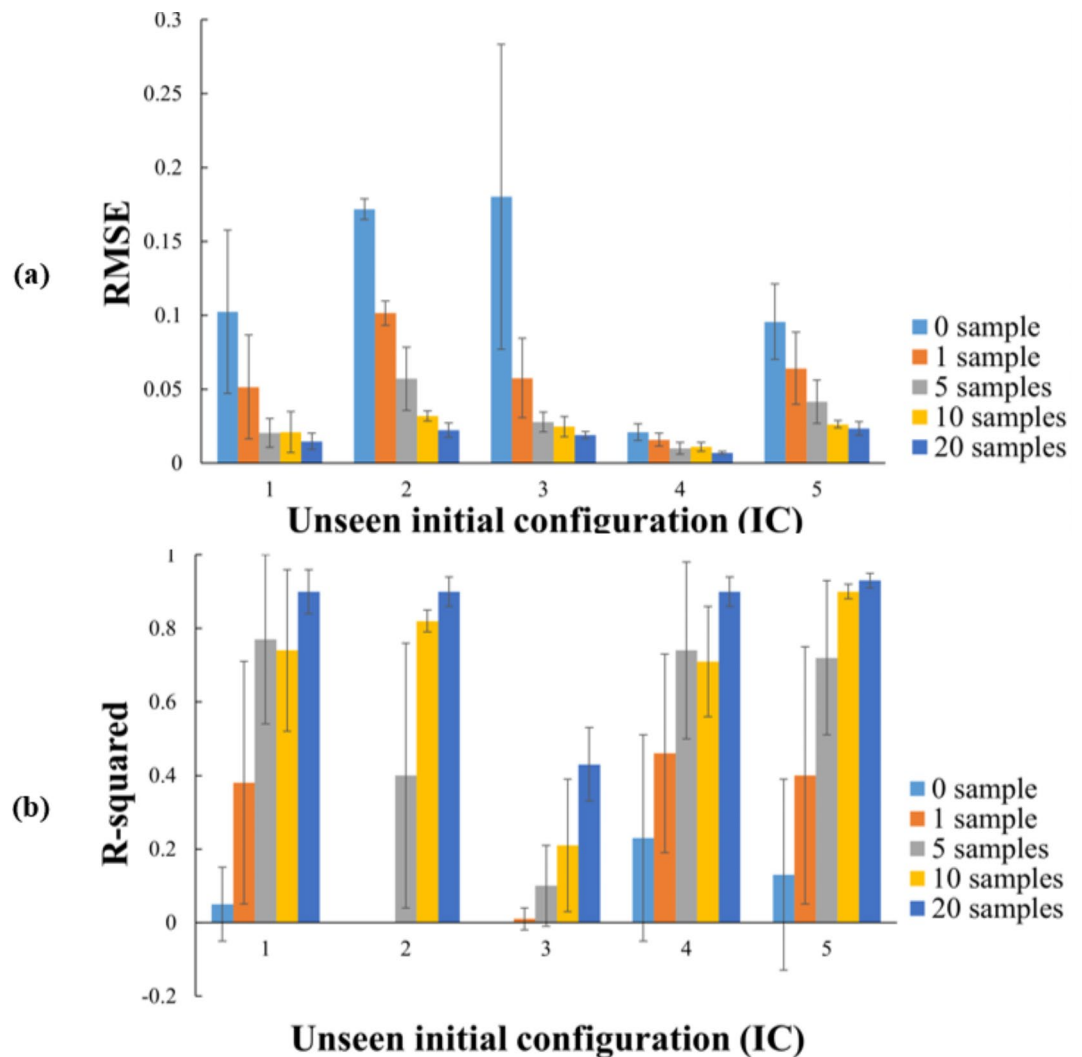 (a)
RMSE
0.3
0.25
0.2
0.15
0.1
0.05
0
1 2 3 4 5
Unseen initial configuration (IC)
0 sample
1 sample
5 samples
10 samples
20 samples
(b)
R-squared
1
0.8
0.6
0.4
0.2
0
-0.2
1 2 3 4 5
Unseen initial configuration (IC)
0 sample
1 sample
5 samples
10 samples
20 samples